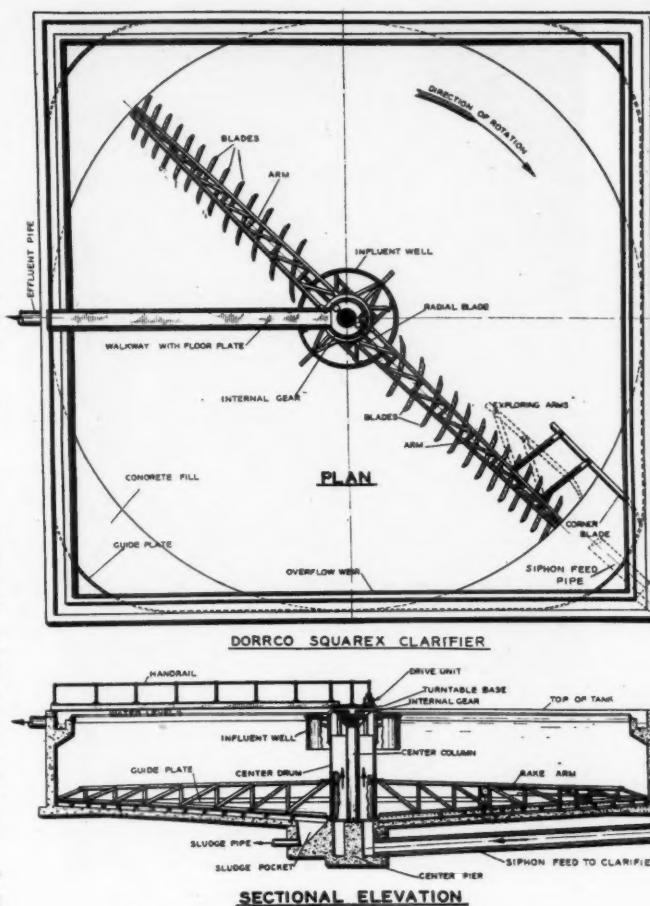 DIRECTION OF ROTATION
BLADES
ARM
INFLUENT WELL
EFFLUENT PIPE
RADIAL BLADE
WALKWAY WITH FLOOR PLATE
INTERNAL GEAR
EXPLORING ARMS
BLADES
ARM
PLAN
CONCRETE FILL
CORNER
BLADE
GUIDE PLATE
SIPHON FEED
PIPE
OVERFLOW WEIR
DORRCO SQUAREX CLARIFIER
HANDRAIL
DRIVE UNIT
TURNTABLE BASE
INTERNAL GEAR
TOP OF TANK
WATER LEVELS
INFLUENT WELL
CENTER COLUMN
CENTER DRUM
GUIDE PLATE
RAKE ARM
SLUDGE PIPE
SLUDGE POCKET
SIPHON FEED TO CLARIFIE
CENTER PIER
SECTIONAL ELEVATION